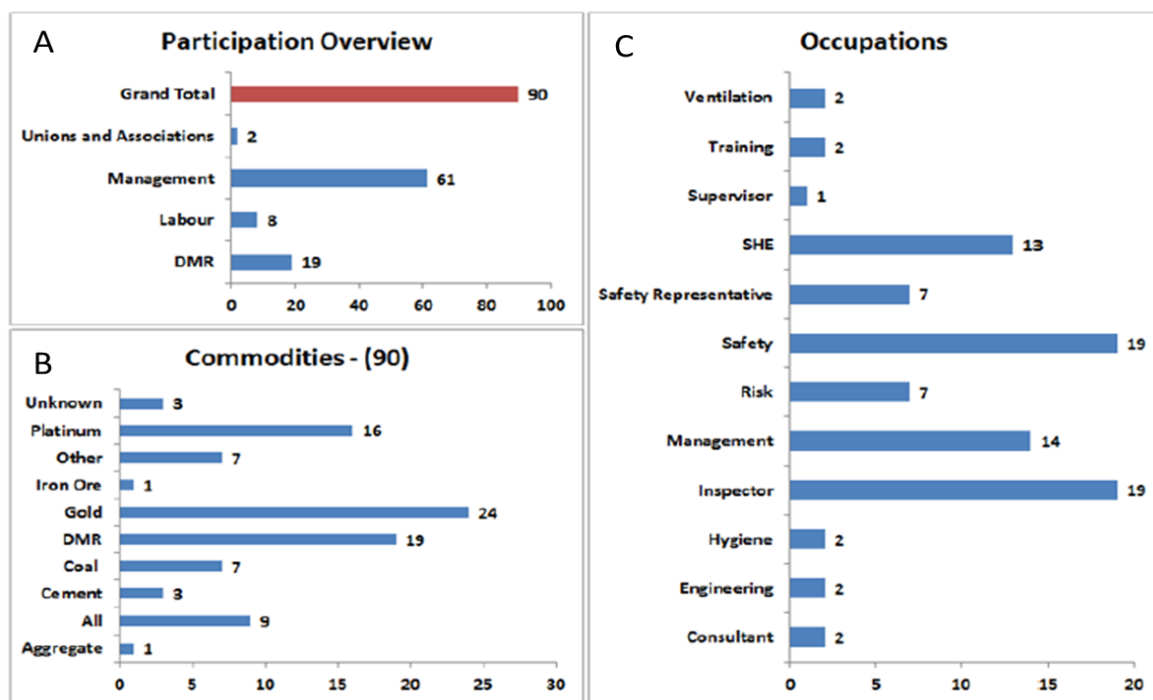 A
Participation Overview
Grand Total 90
Unions and Associations 2
Management 61
Labour 8
DMR 19
0 20 40 60 80 100
B
Commodities - (90)
Unknown 3
Platinum 16
Other 7
Iron Ore 1
Gold 24
DMR 19
Coal 7
Cement 3
All 9
Aggregate 1
0 5 10 15 20 25 30
C
Occupations
Ventilation 2
Training 2
Supervisor 1
SHE 13
Safety Representative 7
Safety 19
Risk 7
Management 14
Inspector 19
Hygiene 2
Engineering 2
Consultant 2
0 5 10 15 20